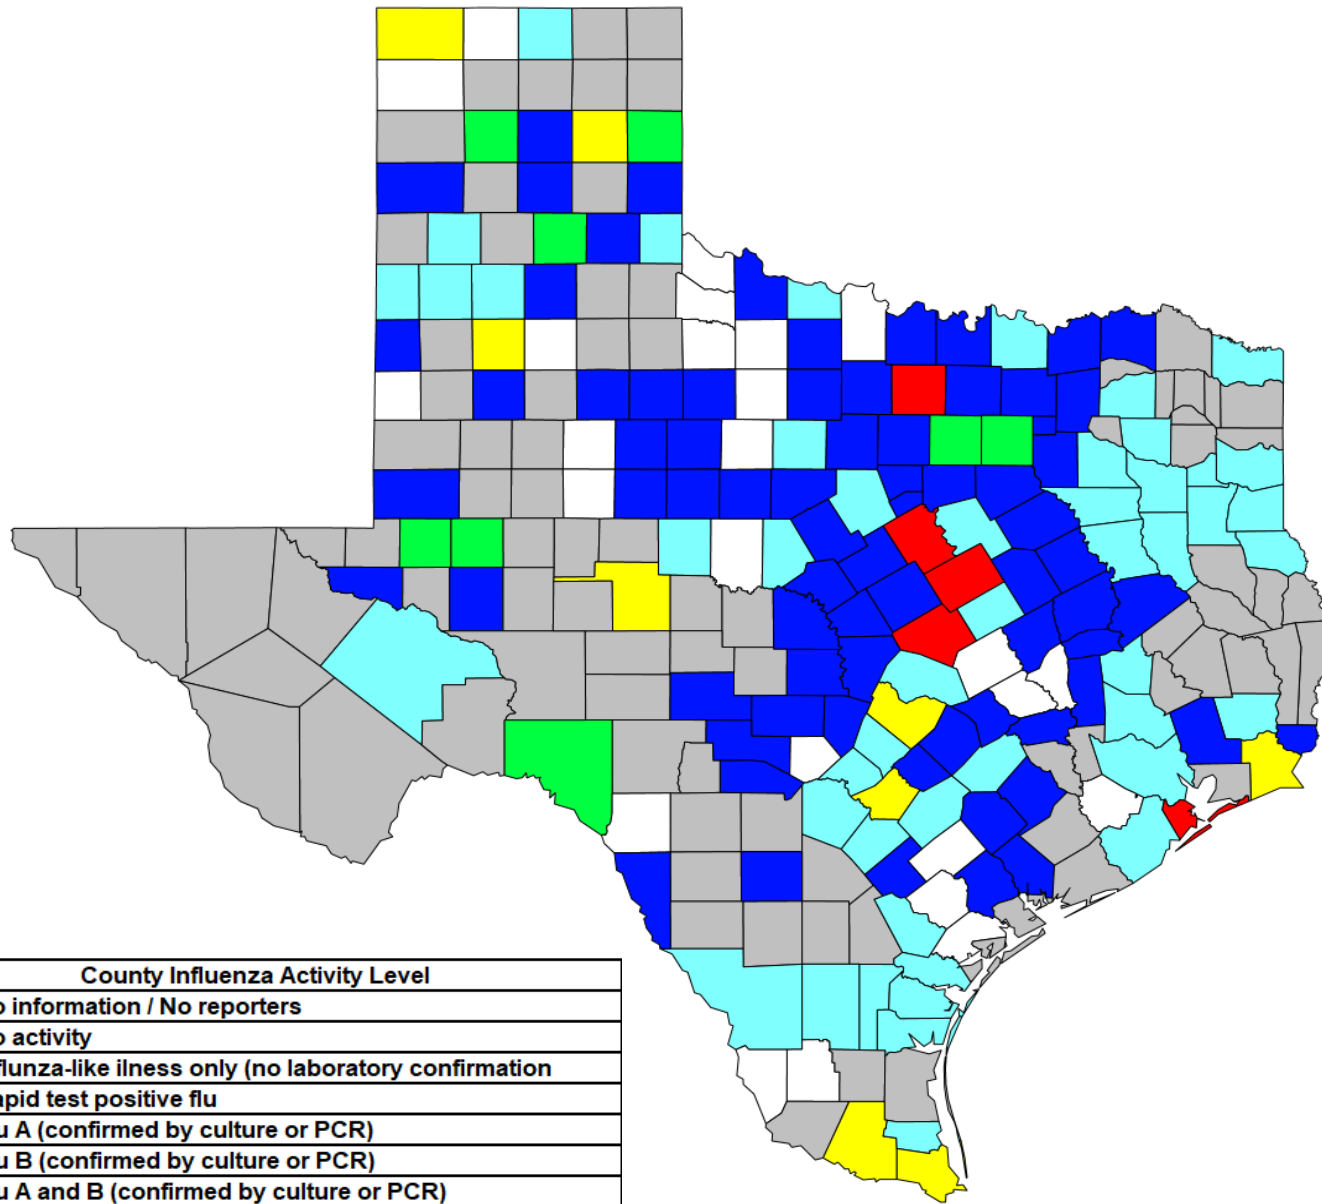 County Influenza Activity Level
o information / No reporters
o activity
flunza-like ilness only (no laboratory confirmation
apid test positive flu
u A (confirmed by culture or PCR)
u B (confirmed by culture or PCR)
u A and B (confirmed by culture or PCR)